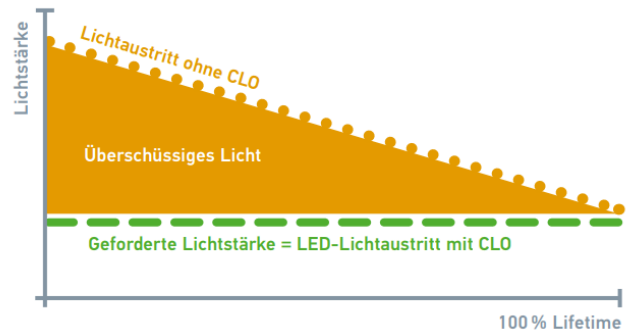 Lichtstärke
Lichtaustritt ohne CLO
Überschüssiges Licht
Geforderte Lichtstärke = LED-Lichtaustritt mit CLO
100 % Lifetime